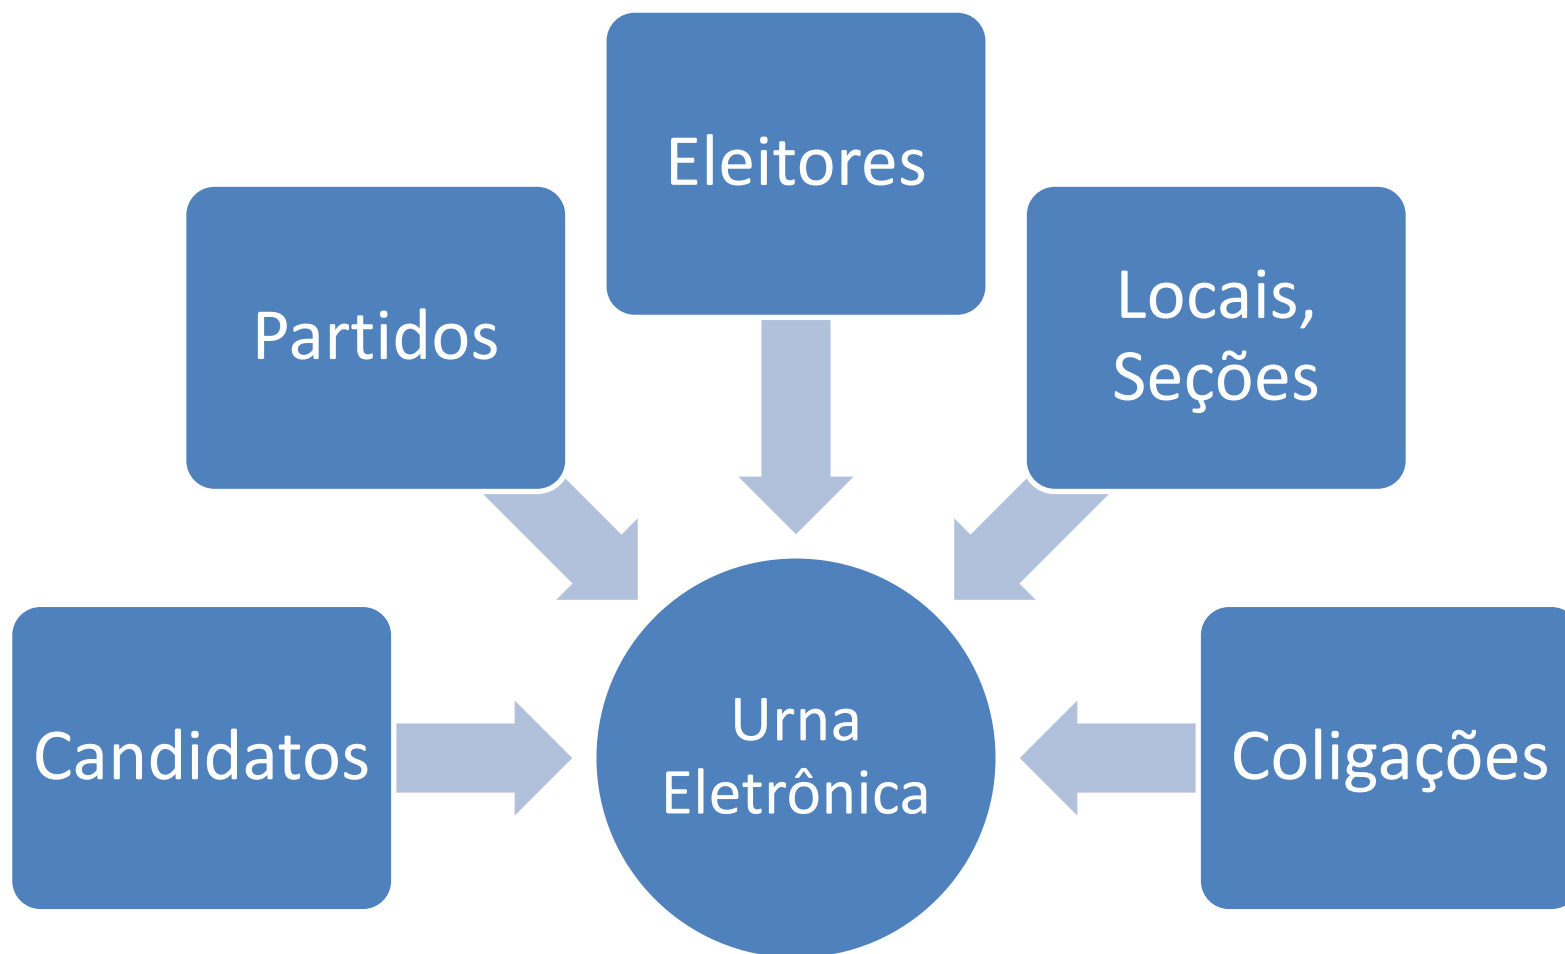 Eleitores
Partidos
Locais,
Seções
Candidatos
Urna
Eletrônica
Coligações